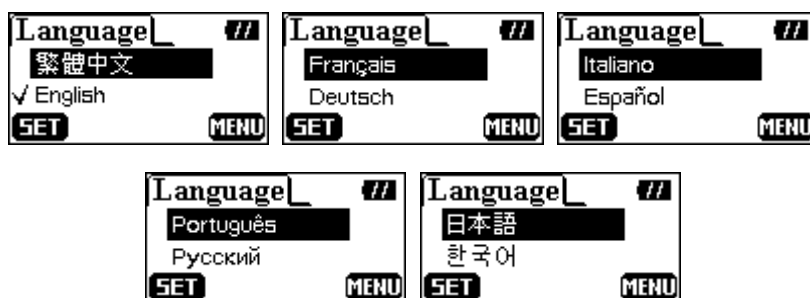 Language
繁體中文
✓ English
SET MENU
Language
Français
Deutsch
SET MENU
Language
Italiano
Español
SET MENU
Language
Português
Русский
SET MENU
Language
日本語
한국어
SET MENU